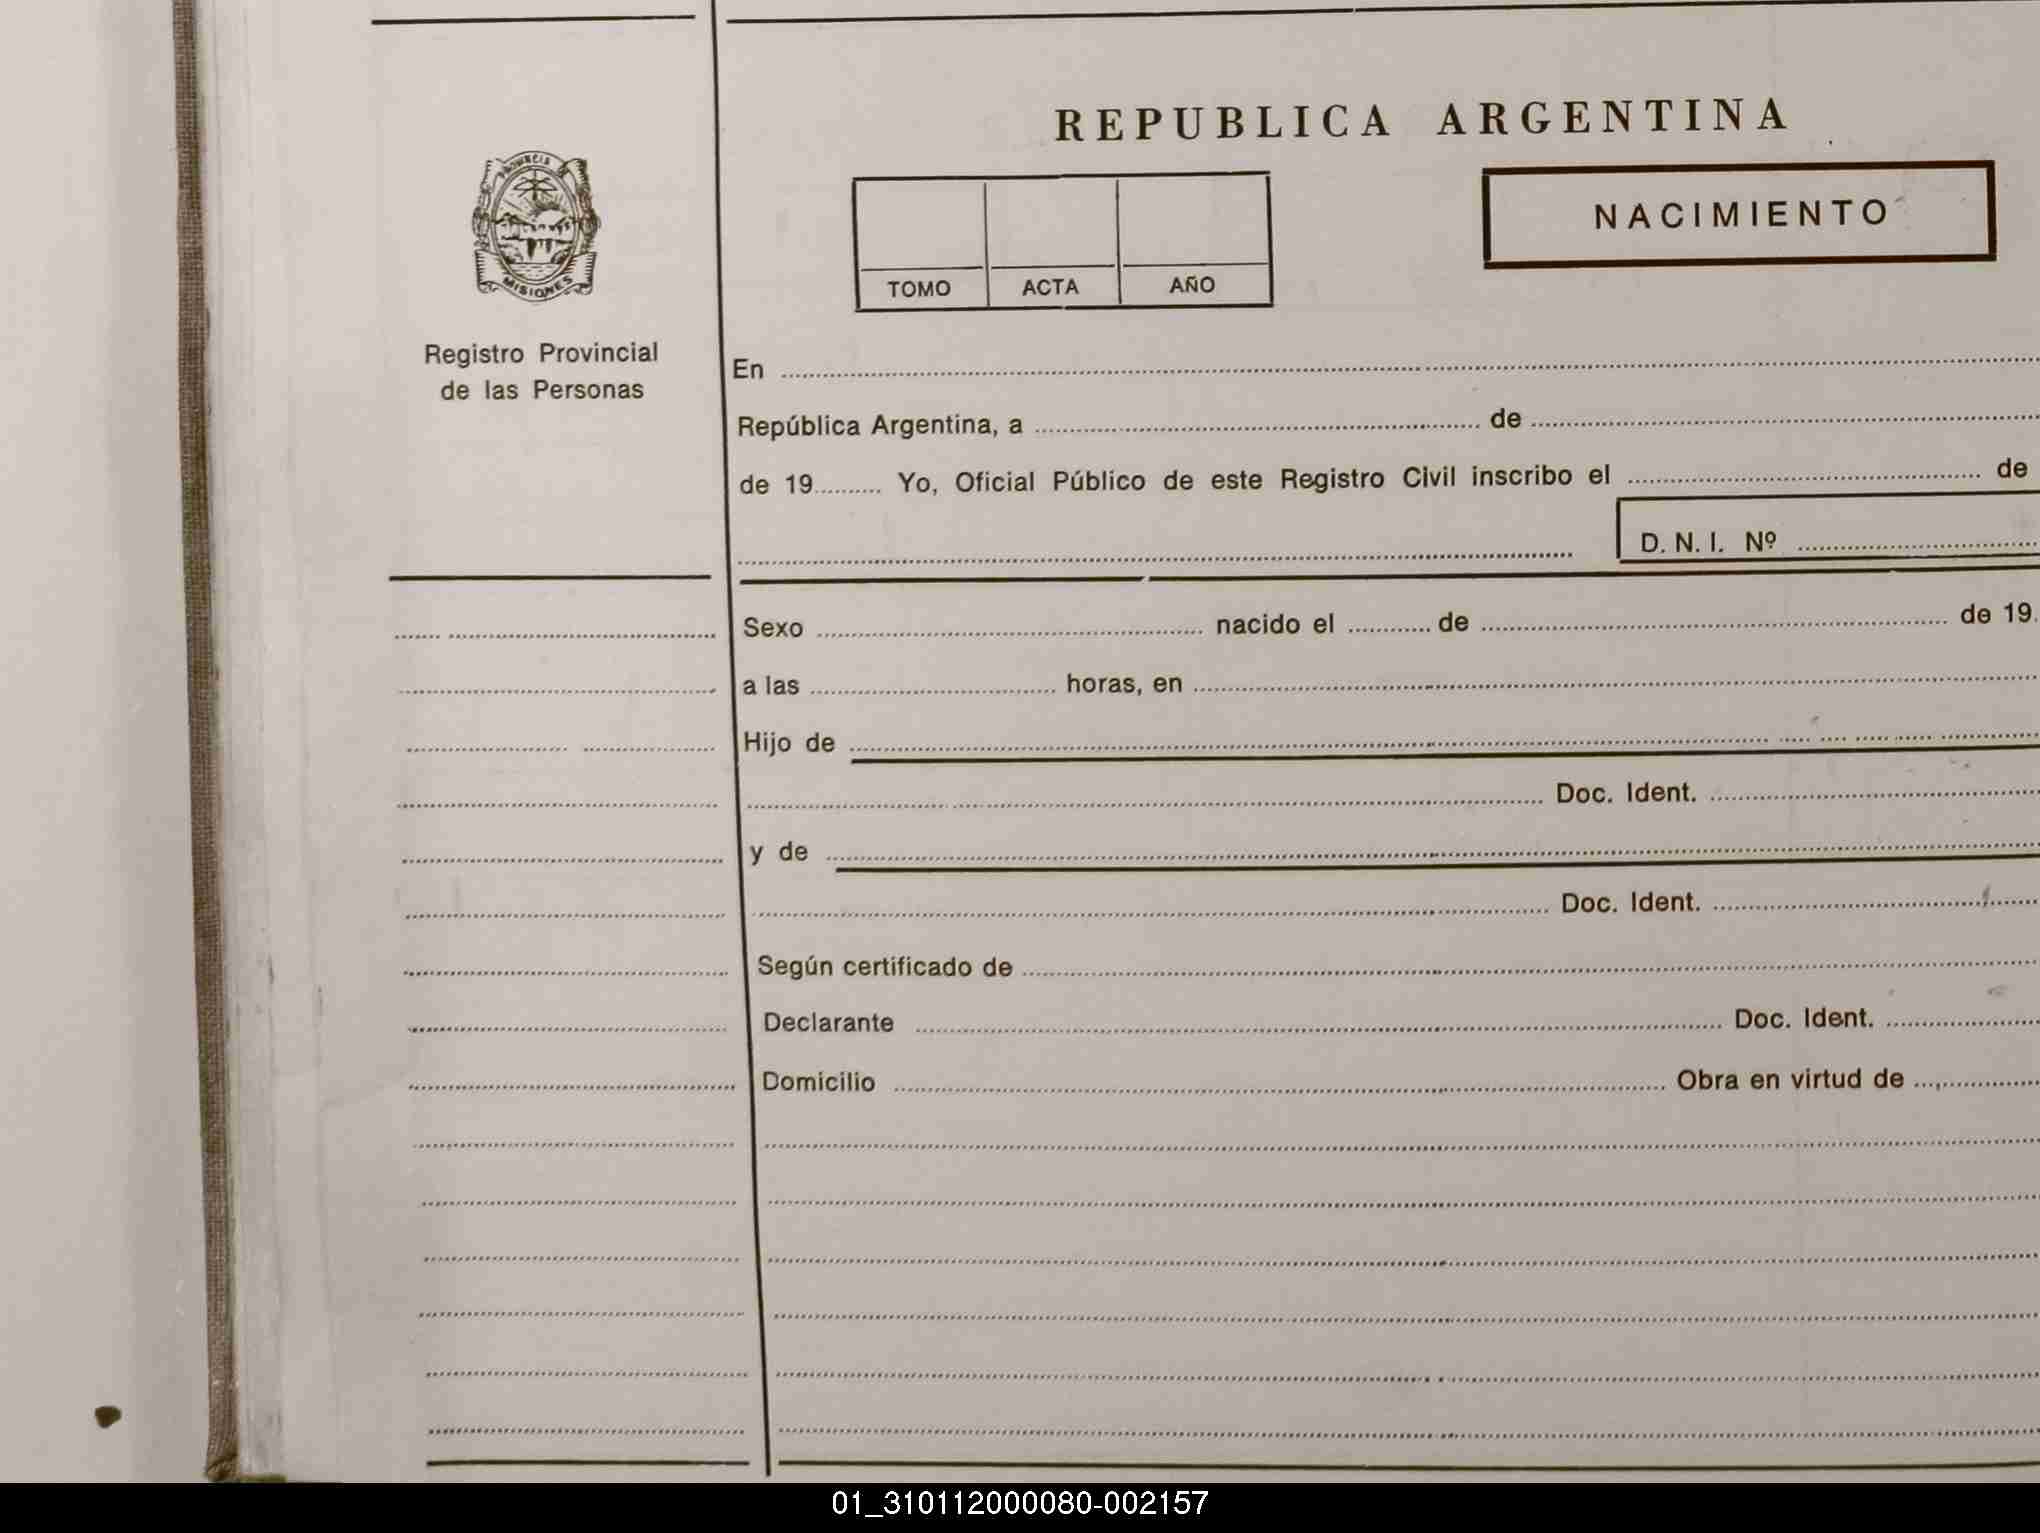 REPUBLICA ARGENTINA
PROVINCIA
MISIONES
Registro Provincial
de las Personas
NACIMIENTO
TOMO ACTA AÑO
En
República Argentina, a de
de 19 Yo, Oficial Público de este Registro Civil inscribo el de
D. N. I. Nº
Sexo nacido el de de 19
a las horas, en
Hijo de
Doc. Ident.
y de
Doc. Ident.
Según certificado de
Declarante Doc. Ident.
Domicilio Obra en virtud de
01_310112000080-002157